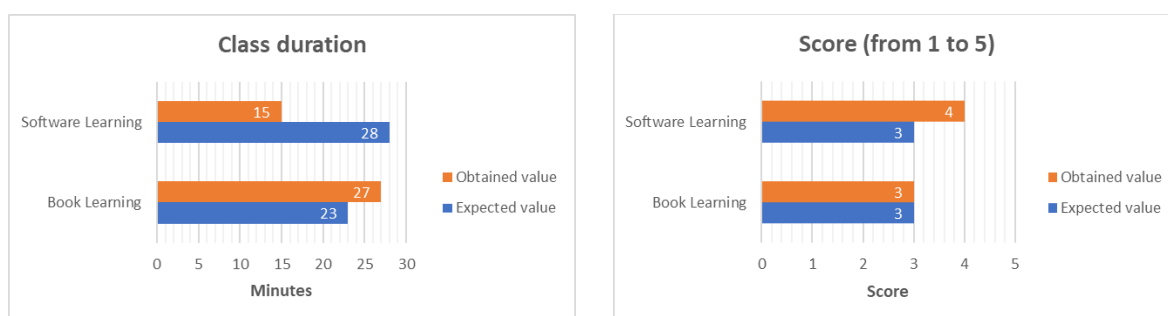 Class duration
Software Learning
15
28
Book Learning
27
23
Obtained value
Expected value
0 5 10 15 20 25 30
Minutes
Score (from 1 to 5)
Software Learning
4
3
Book Learning
3
3
Obtained value
Expected value
0 1 2 3 4 5
Score